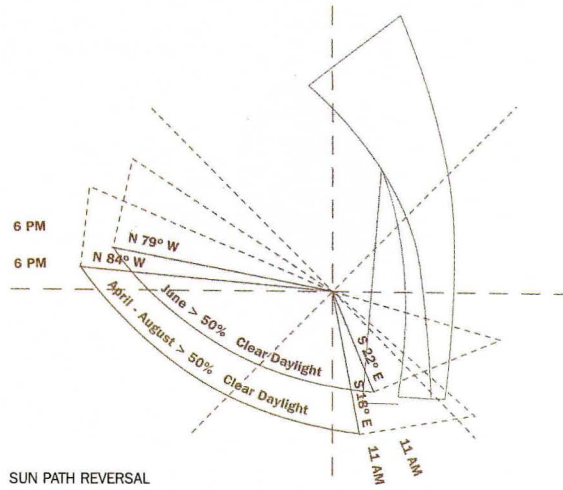 6 PM
N 79° W
6 PM
N 84° W
June > 50% Clear Daylight
April - August > 50% Clear Daylight
S 22° E
S 18° E
11 AM
11 AM
SUN PATH REVERSAL